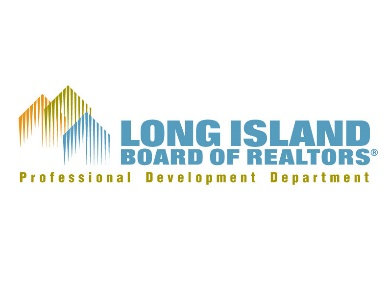 LONG ISLAND
BOARD OF REALTORS®
Professional Development Department